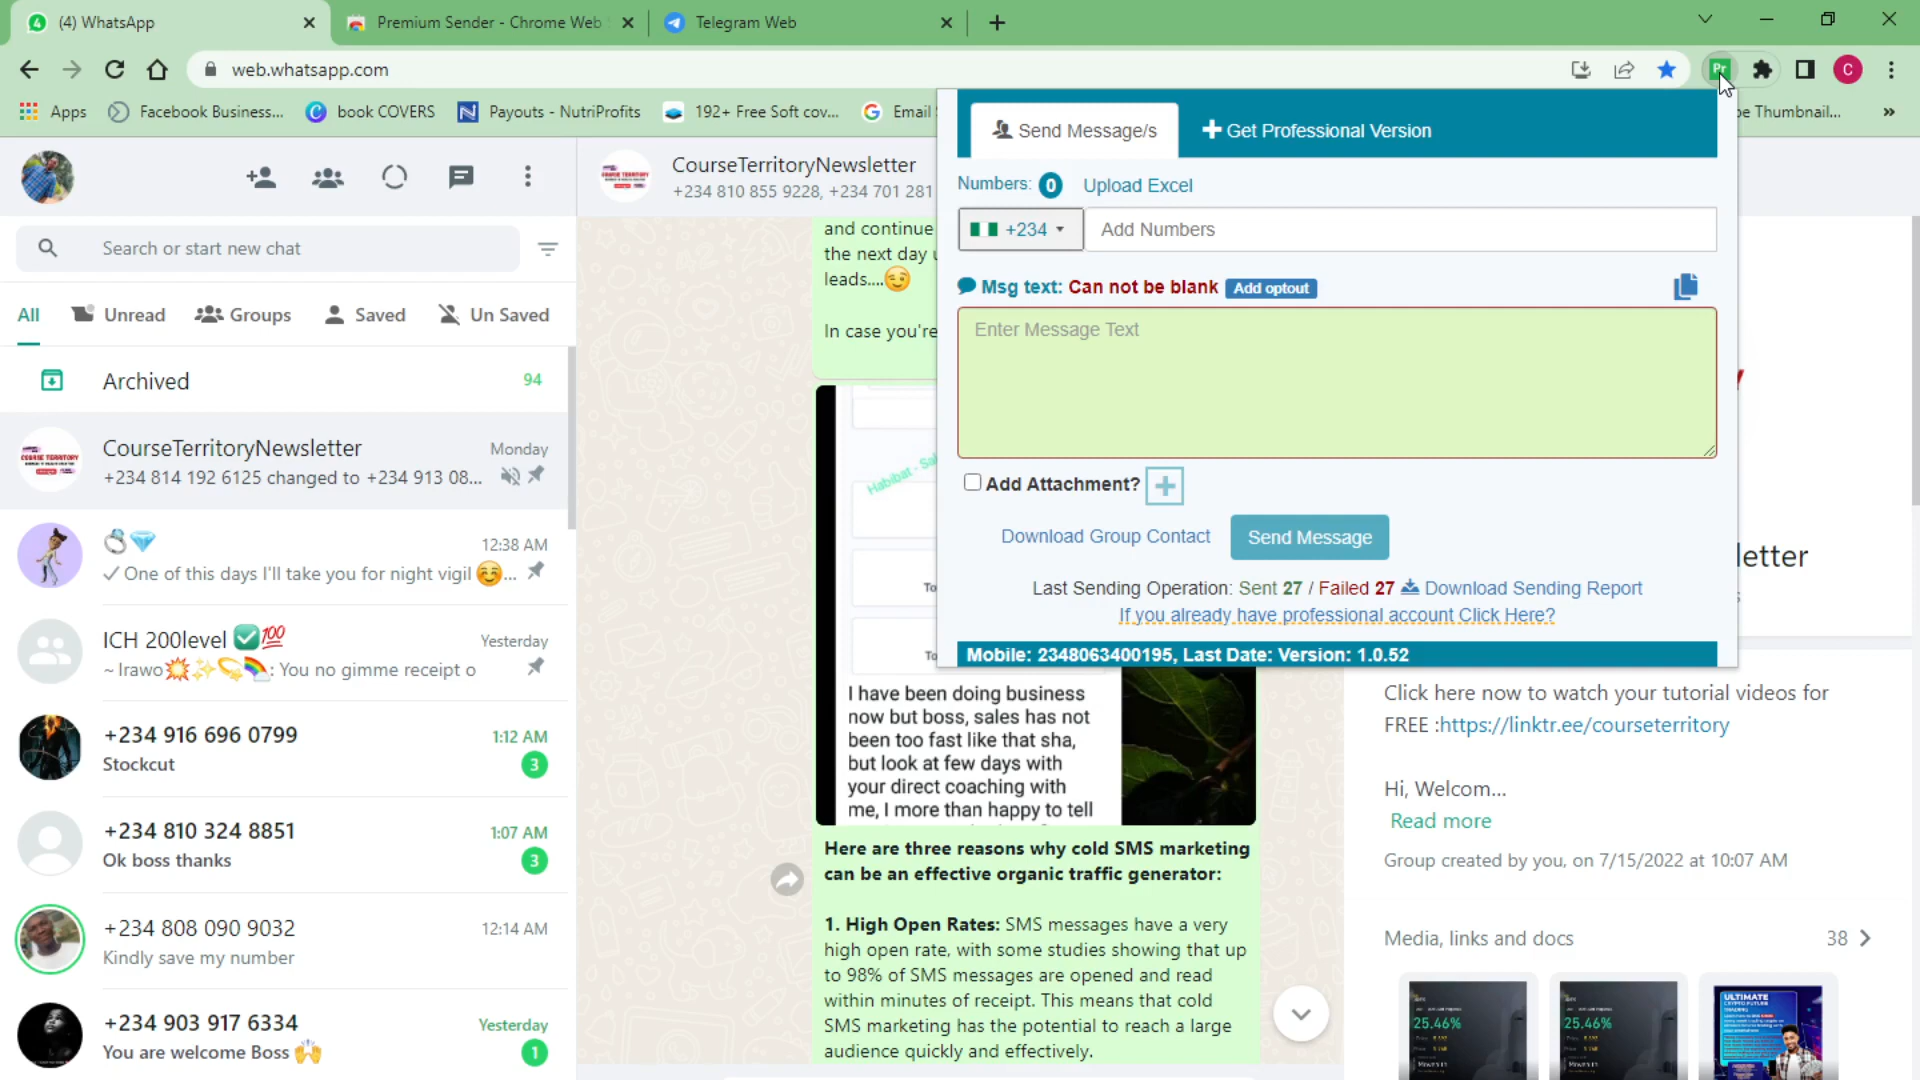 (4) WhatsApp
Premium Sender - Chrome Web
Telegram Web
web.whatsapp.com
Pr
C
Apps
Facebook Business...
book COVERS
Payouts - NutriProfits
192+ Free Soft cov...
Email
be Thumbnail...
CourseTerritoryNewsletter
+234 810 855 9228, +234 701 281
Search or start new chat
All
Unread
Groups
Saved
Un Saved
Archived
94
CourseTerritoryNewsletter
Monday
+234 814 192 6125 changed to +234 913 08...
💍💎
12:38 AM
One of this days I'll take you for night vigil ☺️...
ICH 200level ✅💯
Yesterday
~ Irawo💥✨💫🌈: You no gimme receipt o
+234 916 696 0799
1:12 AM
Stockcut
3
+234 810 324 8851
1:07 AM
Ok boss thanks
3
+234 808 090 9032
12:14 AM
Kindly save my number
+234 903 917 6334
Yesterday
You are welcome Boss 🙌
1
and continue
the next day
leads....😉
In case you're
Habibat - Sal
To
To
I have been doing business
now but boss, sales has not
been too fast like that sha,
but look at few days with
your direct coaching with
me, I more than happy to tell
Here are three reasons why cold SMS marketing
can be an effective organic traffic generator:
1. High Open Rates: SMS messages have a very
high open rate, with some studies showing that up
to 98% of SMS messages are opened and read
within minutes of receipt. This means that cold
SMS marketing has the potential to reach a large
audience quickly and effectively.
Send Message/s
Get Professional Version
Numbers: 0 Upload Excel
+234
Add Numbers
Msg text: Can not be blank Add optout
Enter Message Text
Add Attachment?
Download Group Contact
Send Message
Last Sending Operation: Sent 27 / Failed 27 Download Sending Report
If you already have professional account Click Here?
Mobile: 2348063400195, Last Date: Version: 1.0.52
letter
Click here now to watch your tutorial videos for
FREE :https://linktr.ee/courseterritory
Hi, Welcom...
Read more
Group created by you, on 7/15/2022 at 10:07 AM
Media, links and docs
38
25.46%
25.46%
ULTIMATE